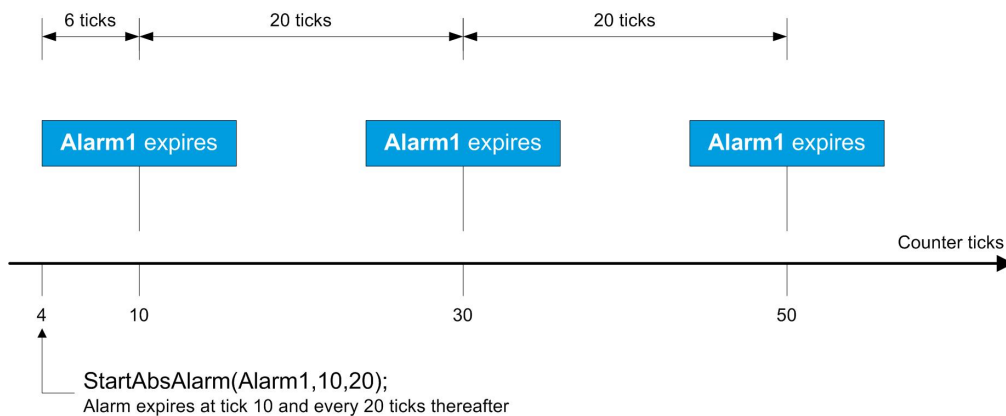 6 ticks
20 ticks
20 ticks
Alarm1 expires
Alarm1 expires
Alarm1 expires
Counter ticks
4
10
30
50
StartAbsAlarm(Alarm1,10,20);
Alarm expires at tick 10 and every 20 ticks thereafter